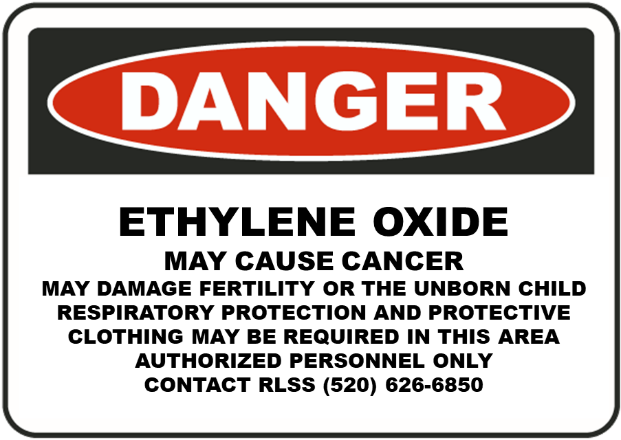 DANGER
ETHYLENE OXIDE
MAY CAUSE CANCER
MAY DAMAGE FERTILITY OR THE UNBORN CHILD
RESPIRATORY PROTECTION AND PROTECTIVE
CLOTHING MAY BE REQUIRED IN THIS AREA
AUTHORIZED PERSONNEL ONLY
CONTACT RLSS (520) 626-6850